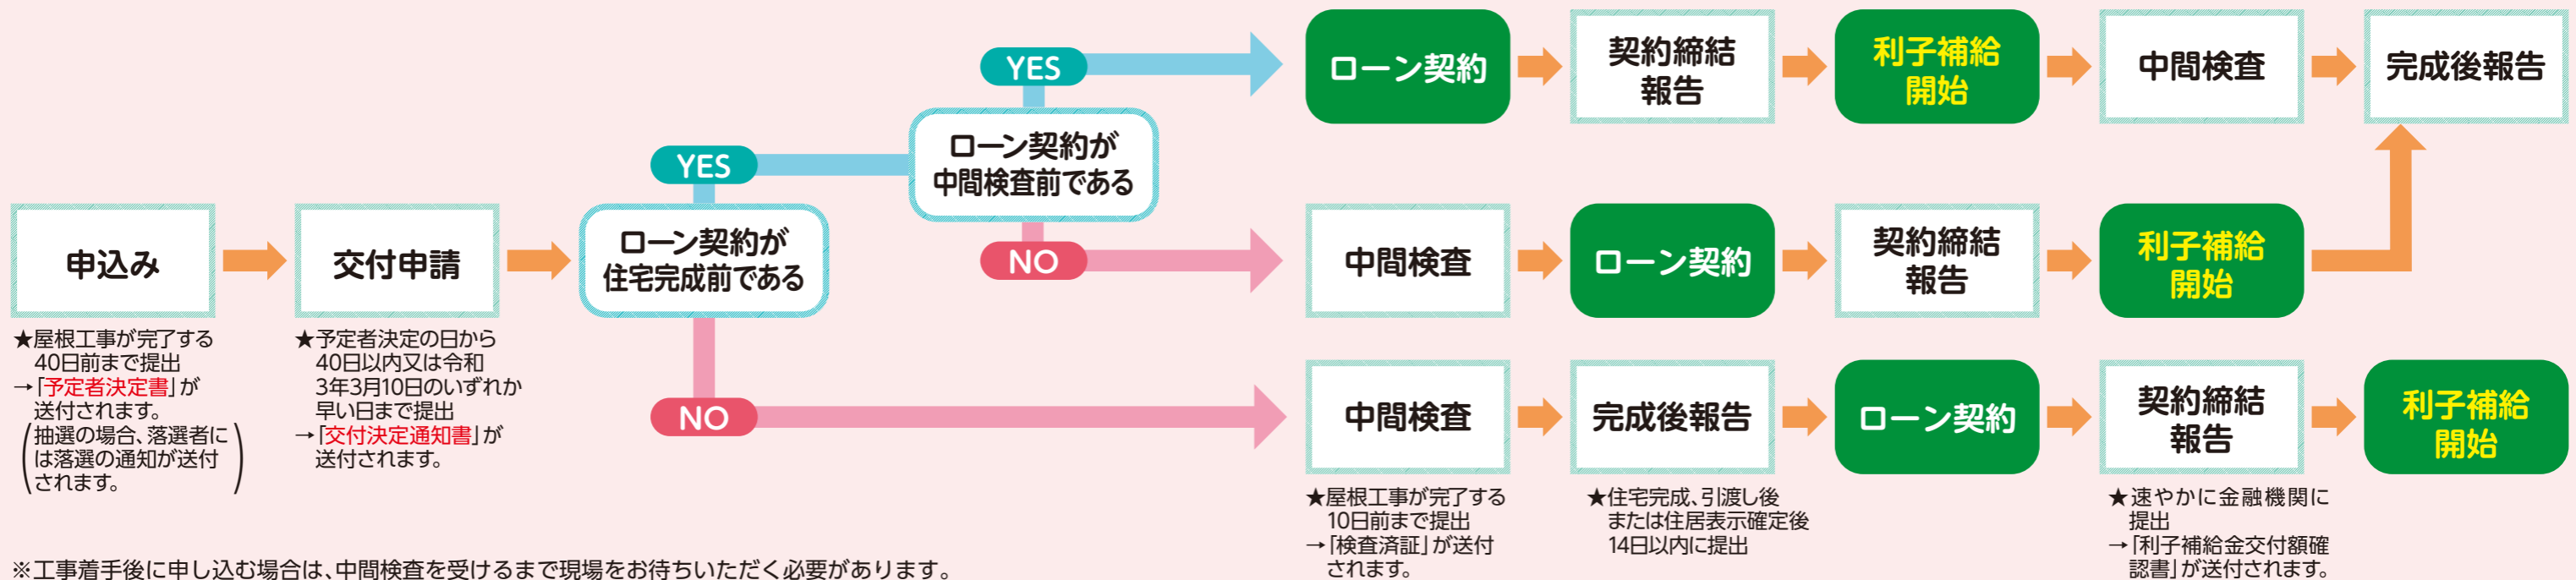 申込み
★屋根工事が完了する
40日前まで提出
→「予定者決定書」が
送付されます。
(抽選の場合、落選者に
は落選の通知が送付
されます。)
交付申請
★予定者決定の日から
40日以内又は令和
3年3月10日のいずれか
早い日まで提出
→「交付決定通知書」が
送付されます。
ローン契約が
住宅完成前である
YES
ローン契約が
中間検査前である
YES
ローン契約
契約締結
報告
利子補給
開始
中間検査
完成後報告
NO
中間検査
ローン契約
契約締結
報告
利子補給
開始
NO
中間検査
★屋根工事が完了する
10日前まで提出
→「検査済証」が送付
されます。
完成後報告
★住宅完成、引渡し後
または住居表示確定後
14日以内に提出
ローン契約
契約締結
報告
★速やかに金融機関に
提出
→「利子補給金交付額確
認書」が送付されます。
利子補給
開始
※工事着手後に申し込む場合は、中間検査を受けるまで現場をお待ちいただく必要があります。